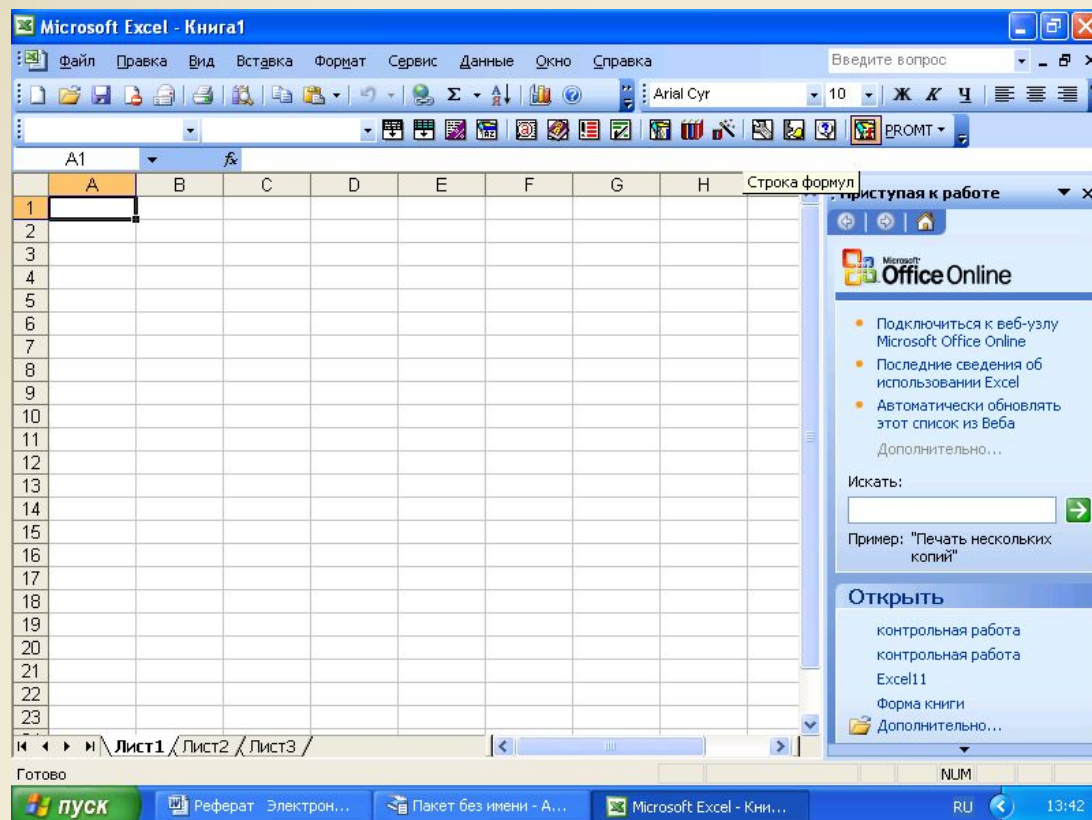 Microsoft Excel - Книга1
Файл Правка Вид Вставка Формат Сервис Данные Окно Справка Введите вопрос
Arial Cyr 10 Ж К Ч
PROMT
A1 fx
A B C D E F G H
Строка формул
Приступая к работе
1
2
3
4
5
6
7
8
9
10
11
12
13
14
15
16
17
18
19
20
21
22
23
Microsoft
Office Online
Подключиться к веб-узлу
Microsoft Office Online
Последние сведения об
использовании Excel
Автоматически обновлять
этот список из Веба
Дополнительно...
Искать:
Пример: "Печать нескольких
копий"
Открыть
контрольная работа
контрольная работа
Excel11
Форма книги
Дополнительно...
Лист1 Лист2 Лист3
Готово NUM
пуск Реферат Электрон... Пакет без имени - А... Microsoft Excel - Кни... RU 13:42